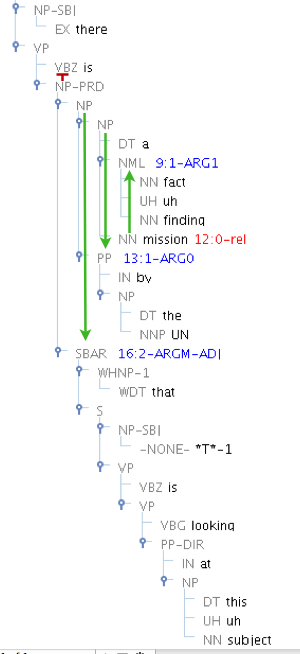 NP-SBJ
EX there
VP
VBZ is
NP-PRD
NP
NP
DT a
NML 9:1-ARG1
NN fact
UH uh
NN finding
NN mission 12:0-rel
PP 13:1-ARG0
IN by
NP
DT the
NNP UN
SBAR 16:2-ARGM-ADJ
WHNP-1
WDT that
S
NP-SBJ
-NONE- *T*-1
VP
VBZ is
VP
VBG looking
PP-DIR
IN at
NP
DT this
UH uh
NN subject